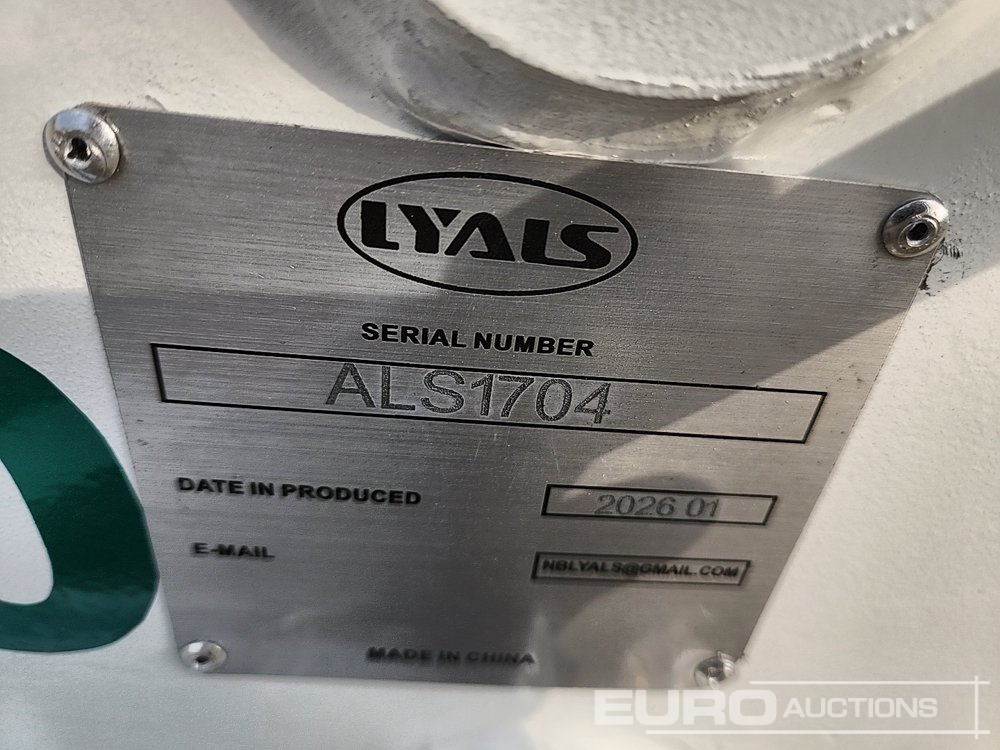 LYALS
SERIAL NUMBER
ALS1704
DATE IN PRODUCED 2026 01
E-MAIL NBLYALS@GMAIL.COM
MADE IN CHINA
EURO AUCTIONS